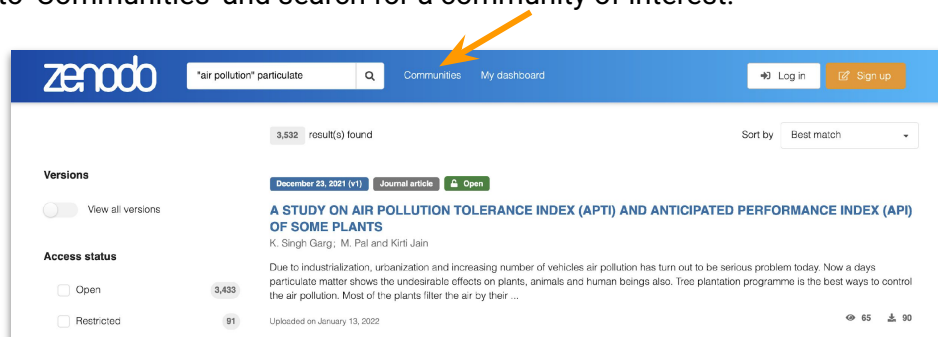 to 'Communities' and search for a community of interest.
zenodo
"air pollution" particulate
Communities
My dashboard
Log in
Sign up
3,532 result(s) found
Sort by Best match
Versions
View all versions
Access status
Open 3,433
Restricted 91
December 23, 2021 (v1) Journal article Open
A STUDY ON AIR POLLUTION TOLERANCE INDEX (APTI) AND ANTICIPATED PERFORMANCE INDEX (API)
OF SOME PLANTS
K. Singh Garg; M. Pal and Kirti Jain
Due to industrialization, urbanization and increasing number of vehicles air pollution has turn out to be serious problem today. Now a days
particulate matter shows the undesirable effects on plants, animals and human beings also. Tree plantation programme is the best ways to control
the air pollution. Most of the plants filter the air by their ...
Uploaded on January 13, 2022
65 90